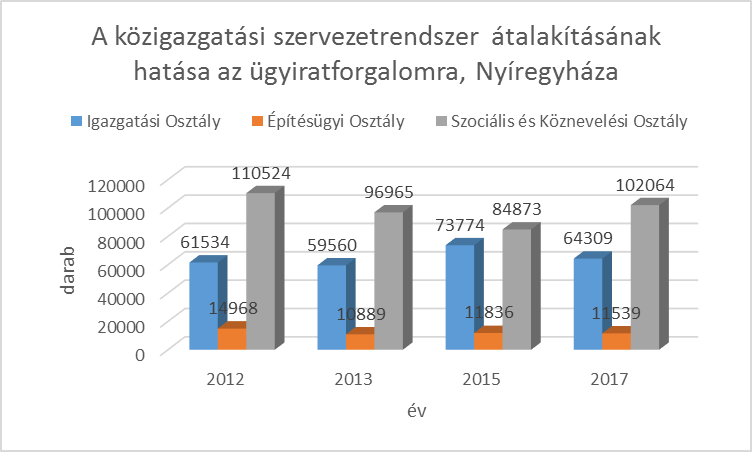 A közigazgatási szervezetrendszer átalakításának
hatása az ügyiratforgalomra, Nyíregyháza
Igazgatási Osztály Építésügyi Osztály Szociális és Köznevelési Osztály
120000
100000
80000
60000
40000
20000
0
darab
61534 14968 110524
59560 10889 96965
73774 11836 84873
64309 11539 102064
2012 2013 2015 2017
év